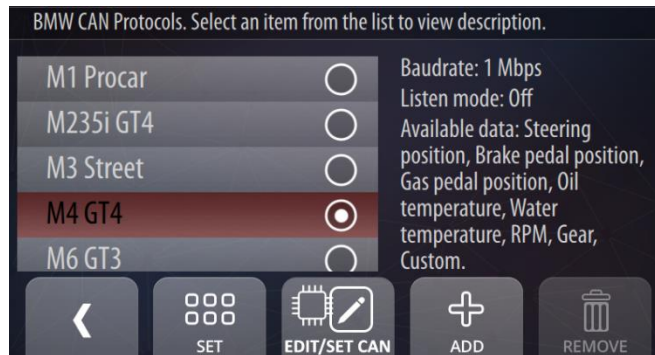 BMW CAN Protocols. Select an item from the list to view description.
M1 Procar
M235i GT4
M3 Street
M4 GT4
M6 GT3
Baudrate: 1 Mbps
Listen mode: Off
Available data: Steering
position, Brake pedal position,
Gas pedal position, Oil
temperature, Water
temperature, RPM, Gear,
Custom.
SET
EDIT/SET CAN
ADD
REMOVE